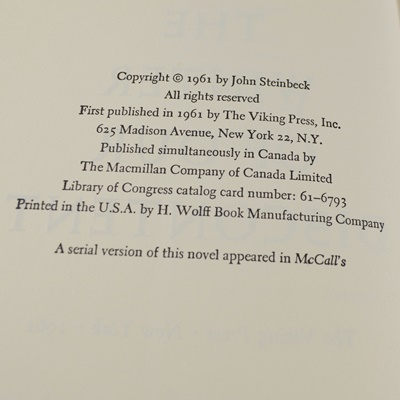 Copyright © 1961 by John Steinbeck
All rights reserved
First published in 1961 by The Viking Press, Inc.
625 Madison Avenue, New York 22, N.Y.
Published simultaneously in Canada by
The Macmillan Company of Canada Limited
Library of Congress catalog card number: 61-6793
Printed in the U.S.A. by H. Wolff Book Manufacturing Company
A serial version of this novel appeared in McCall's